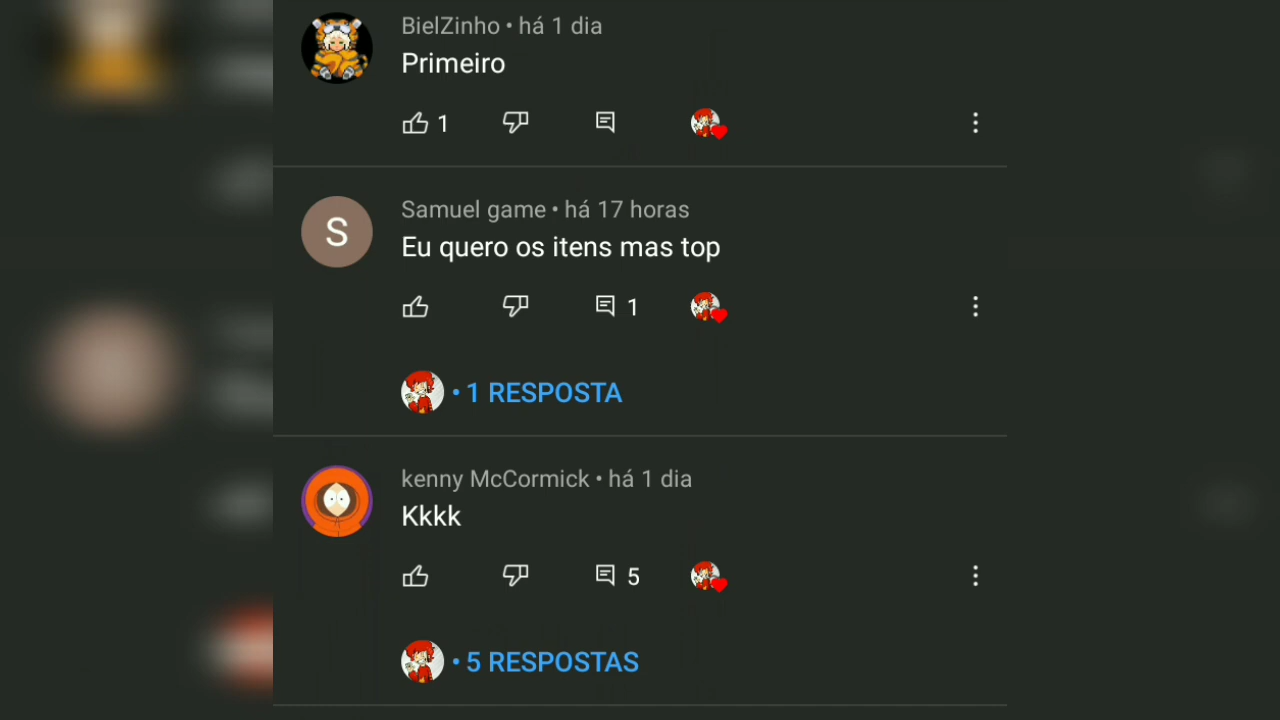 BielZinho • há 1 dia
Primeiro
1
Samuel game • há 17 horas
S
Eu quero os itens mas top
1
• 1 RESPOSTA
kenny McCormick • há 1 dia
Kkkk
5
• 5 RESPOSTAS